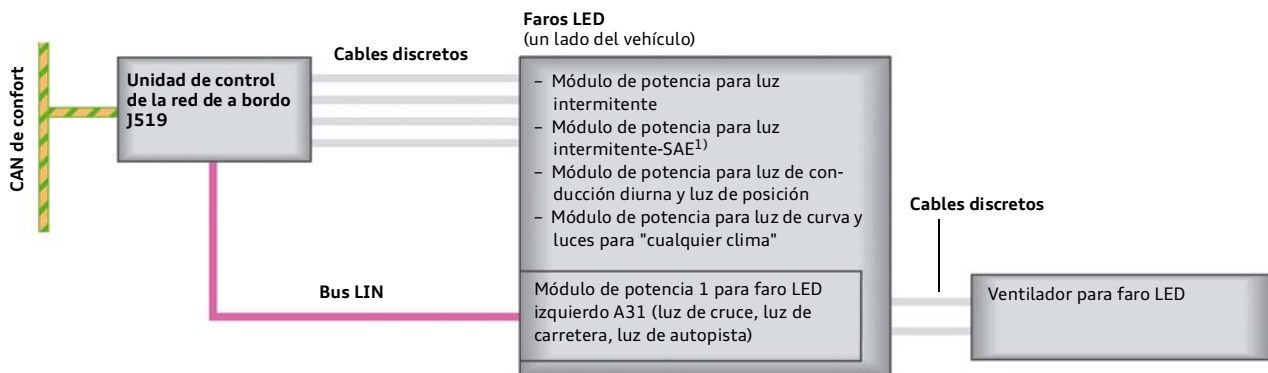 Faros LED
(un lado del vehículo)
Cables discretos
Unidad de control
de la red de a bordo
J519
CAN de confort
– Módulo de potencia para luz
intermitente
– Módulo de potencia para luz
intermitente-SAE1)
– Módulo de potencia para luz de con-
ducción diurna y luz de posición
– Módulo de potencia para luz de curva y
luces para "cualquier clima"
Cables discretos
Bus LIN
Módulo de potencia 1 para faro LED
izquierdo A31 (luz de cruce, luz de
carretera, luz de autopista)
Ventilador para faro LED